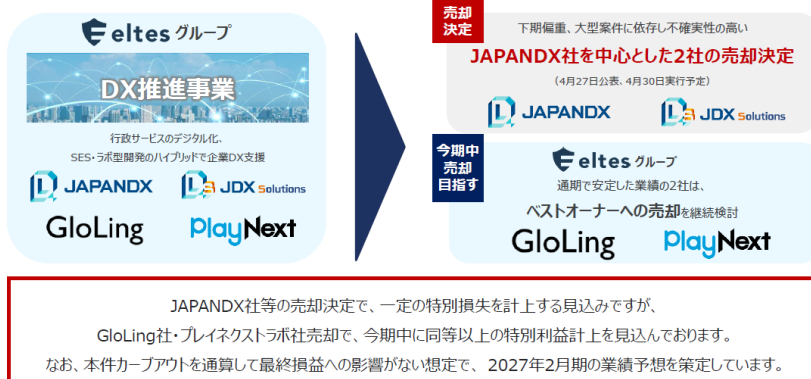 eltes グループ
DX推進事業
行政サービスのデジタル化、
SES・ラボ型開発のハイブリッドで企業DX支援
JAPANDX
JDX Solutions
GloLing
PlayNext
売却
決定
下期偏重、大型案件に依存し不確実性の高い
JAPANDX社を中心とした2社の売却決定
（4月27日公表、4月30日実行予定）
JAPANDX
JDX Solutions
今期中
売却
目指す
eltes グループ
通期で安定した業績の2社は、
ベストオーナーへの売却を継続検討
GloLing
PlayNext
JAPANDX社等の売却決定で、一定の特別損失を計上する見込みですが、
GloLing社・プレイネクストラボ社売却で、今期中に同等以上の特別利益計上を見込んでおります。
なお、本件カーブアウトを通算して最終損益への影響がない想定で、2027年2月期の業績予想を策定しています。